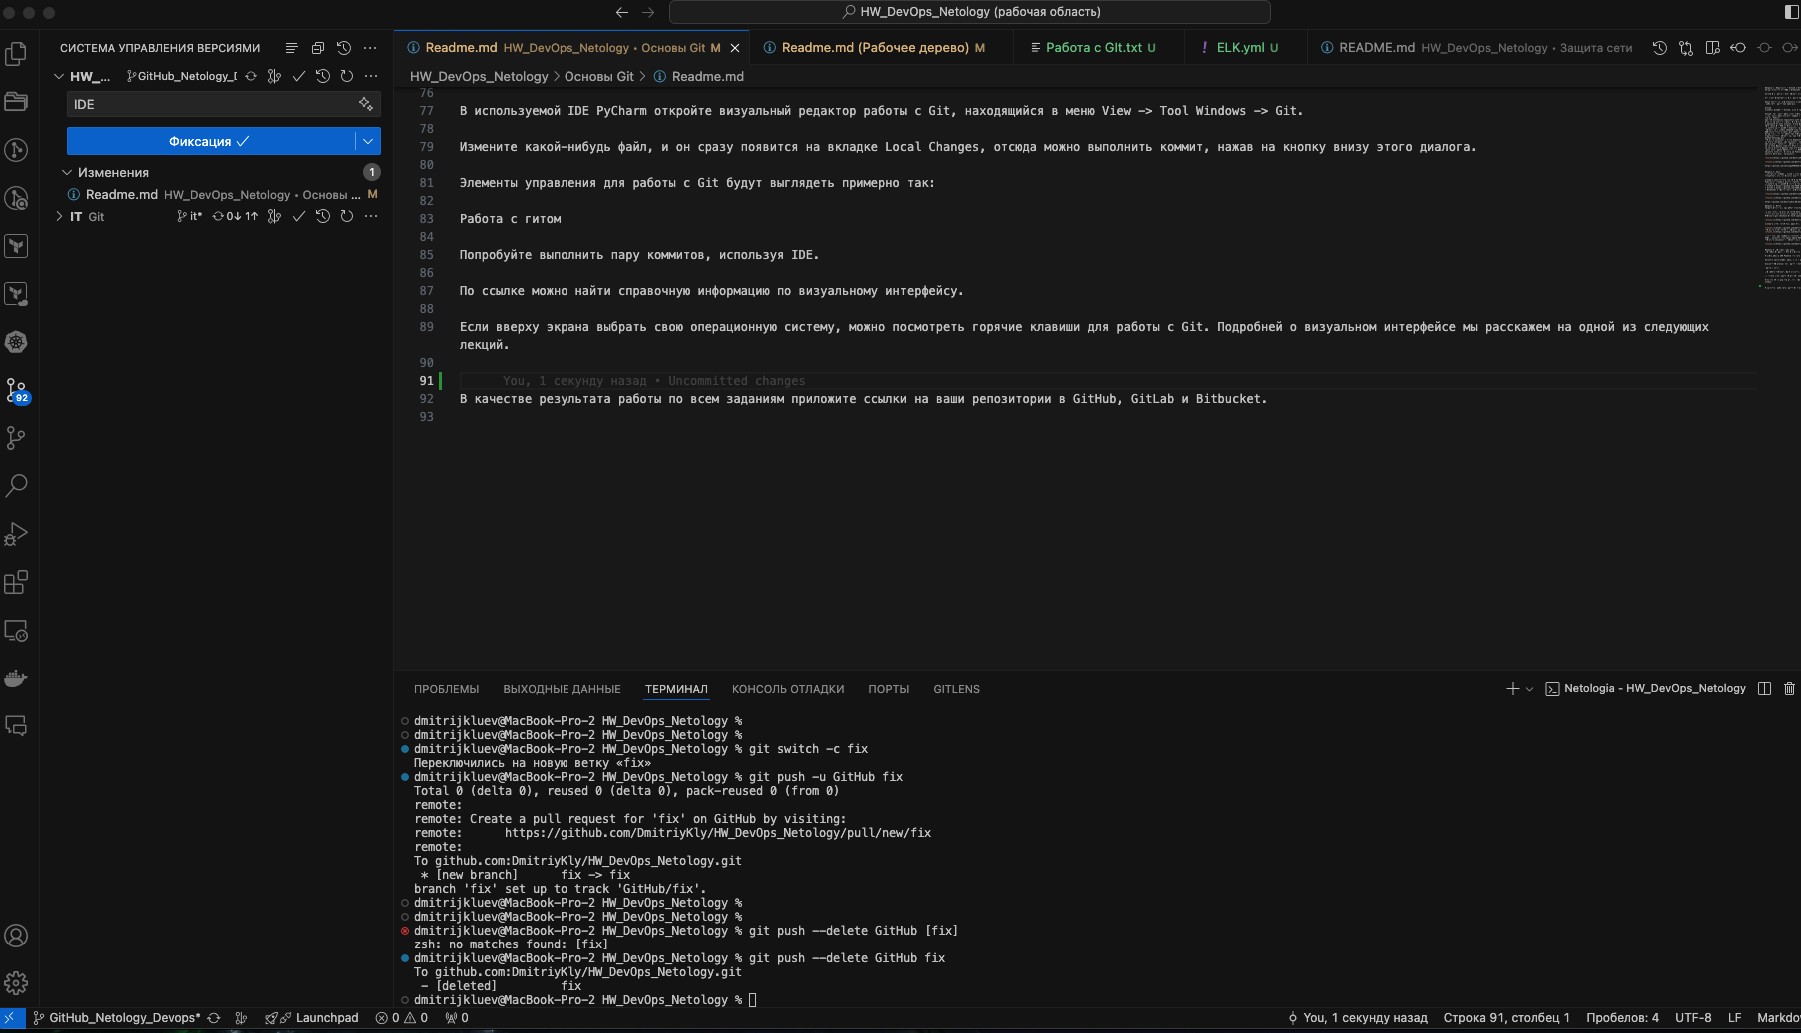 HW_DevOps_Netology (рабочая область)
СИСТЕМА УПРАВЛЕНИЯ ВЕРСИЯМИ
HW_... GitHub_Netology_D
IDE
Фиксация
Изменения 1
Readme.md HW_DevOps_Netology • Основы ... M
IT Git it* 0↓ 1↑
92
Readme.md HW_DevOps_Netology • Основы Git M
Readme.md (Рабочее дерево) M
Работа с GIt.txt U
! ELK.yml U
README.md HW_DevOps_Netology • Защита сети
HW_DevOps_Netology > Основы Git > Readme.md
76
77 В используемой IDE PyCharm откройте визуальный редактор работы с Git, находящийся в меню View -> Tool Windows -> Git.
78
79 Измените какой-нибудь файл, и он сразу появится на вкладке Local Changes, отсюда можно выполнить коммит, нажав на кнопку внизу этого диалога.
80
81 Элементы управления для работы с Git будут выглядеть примерно так:
82
83 Работа с гитом
84
85 Попробуйте выполнить пару коммитов, используя IDE.
86
87 По ссылке можно найти справочную информацию по визуальному интерфейсу.
88
89 Если вверху экрана выбрать свою операционную систему, можно посмотреть горячие клавиши для работы с Git. Подробней о визуальном интерфейсе мы расскажем на одной из следующих
лекций.
90
91 You, 1 секунду назад • Uncommitted changes
92 В качестве результата работы по всем заданиям приложите ссылки на ваши репозитории в GitHub, GitLab и Bitbucket.
93
ПРОБЛЕМЫ ВЫХОДНЫЕ ДАННЫЕ ТЕРМИНАЛ КОНСОЛЬ ОТЛАДКИ ПОРТЫ GITLENS
Netologia - HW_DevOps_Netology
dmitrijkluev@MacBook-Pro-2 HW_DevOps_Netology %
dmitrijkluev@MacBook-Pro-2 HW_DevOps_Netology %
dmitrijkluev@MacBook-Pro-2 HW_DevOps_Netology % git switch -c fix
Переключились на новую ветку «fix»
dmitrijkluev@MacBook-Pro-2 HW_DevOps_Netology % git push -u GitHub fix
Total 0 (delta 0), reused 0 (delta 0), pack-reused 0 (from 0)
remote:
remote: Create a pull request for 'fix' on GitHub by visiting:
remote: https://github.com/DmitriyKly/HW_DevOps_Netology/pull/new/fix
remote:
To github.com:DmitriyKly/HW_DevOps_Netology.git
* [new branch] fix -> fix
branch 'fix' set up to track 'GitHub/fix'.
dmitrijkluev@MacBook-Pro-2 HW_DevOps_Netology %
dmitrijkluev@MacBook-Pro-2 HW_DevOps_Netology %
dmitrijkluev@MacBook-Pro-2 HW_DevOps_Netology % git push --delete GitHub [fix]
zsh: no matches found: [fix]
dmitrijkluev@MacBook-Pro-2 HW_DevOps_Netology % git push --delete GitHub fix
To github.com:DmitriyKly/HW_DevOps_Netology.git
- [deleted] fix
dmitrijkluev@MacBook-Pro-2 HW_DevOps_Netology %
GitHub_Netology_Devops* Launchpad 0 0 0
You, 1 секунду назад Строка 91, столбец 1 Пробелов: 4 UTF-8 LF Markdo